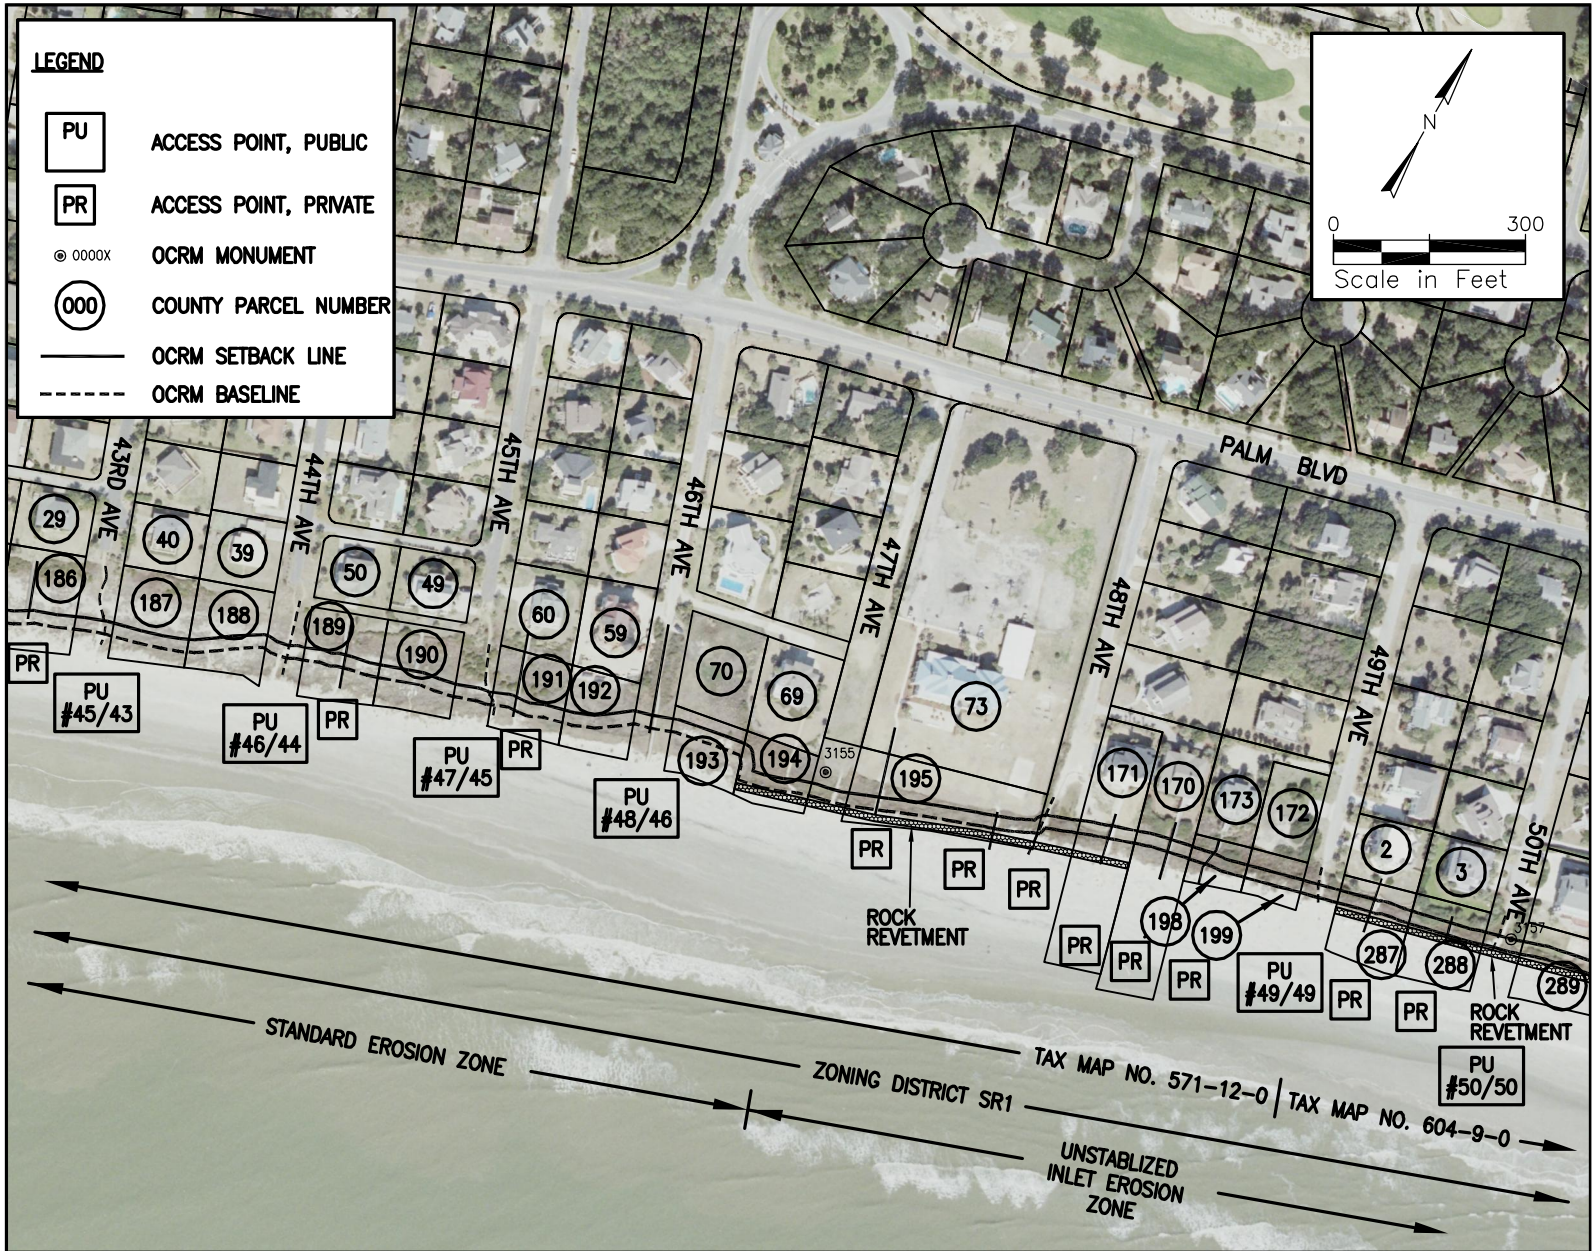 LEGEND
PU
ACCESS POINT, PUBLIC
PR
ACCESS POINT, PRIVATE
0000X
OCRM MONUMENT
000
COUNTY PARCEL NUMBER
OCRM SETBACK LINE
OCRM BASELINE
N
0 300
Scale in Feet
PALM BLVD
43RD AVE
44TH AVE
45TH AVE
46TH AVE
47TH AVE
48TH AVE
49TH AVE
50TH AVE
29
186
40
39
187
188
50
49
189
190
60
59
191
192
70
69
193
194
3155
73
195
171
170
173
172
198
199
2
3
287
288
3757
289
PR
PU
#45/43
PU
#46/44
PR
PU
#47/45
PR
PU
#48/46
PR
PR
PR
PR
PR
PR
PU
#49/49
PR
PR
PU
#50/50
ROCK
REVETMENT
ROCK
REVETMENT
STANDARD EROSION ZONE
ZONING DISTRICT SR1
TAX MAP NO. 571-12-0
TAX MAP NO. 604-9-0
UNSTABLIZED
INLET EROSION
ZONE